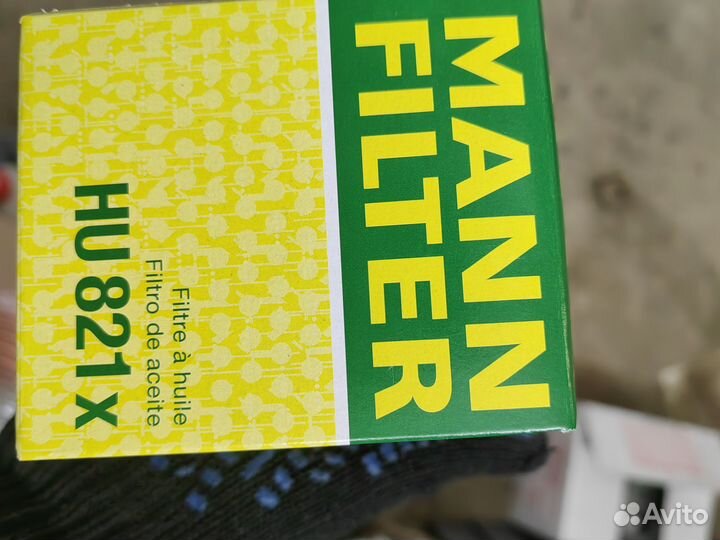 MANN
FILTER
Filtre à huile
Filtro de aceite
HU 821 x
Avito